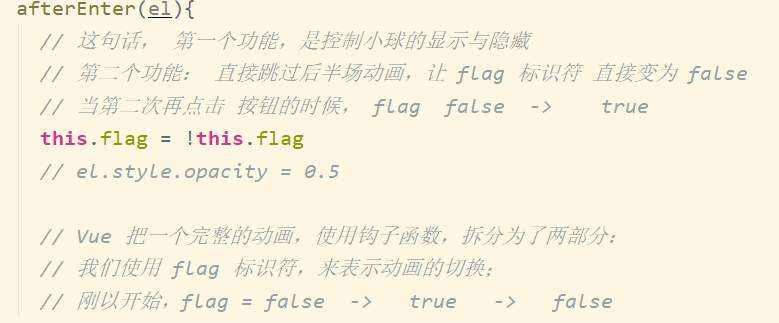 afterEnter(el){
// 这句话， 第一个功能，是控制小球的显示与隐藏
// 第二个功能： 直接跳过后半场动画，让 flag 标识符 直接变为 false
// 当第二次再点击 按钮的时候， flag false -> true
this.flag = !this.flag
// el.style.opacity = 0.5
// Vue 把一个完整的动画，使用钩子函数，拆分为了两部分：
// 我们使用 flag 标识符，来表示动画的切换；
// 刚以开始，flag = false -> true -> false